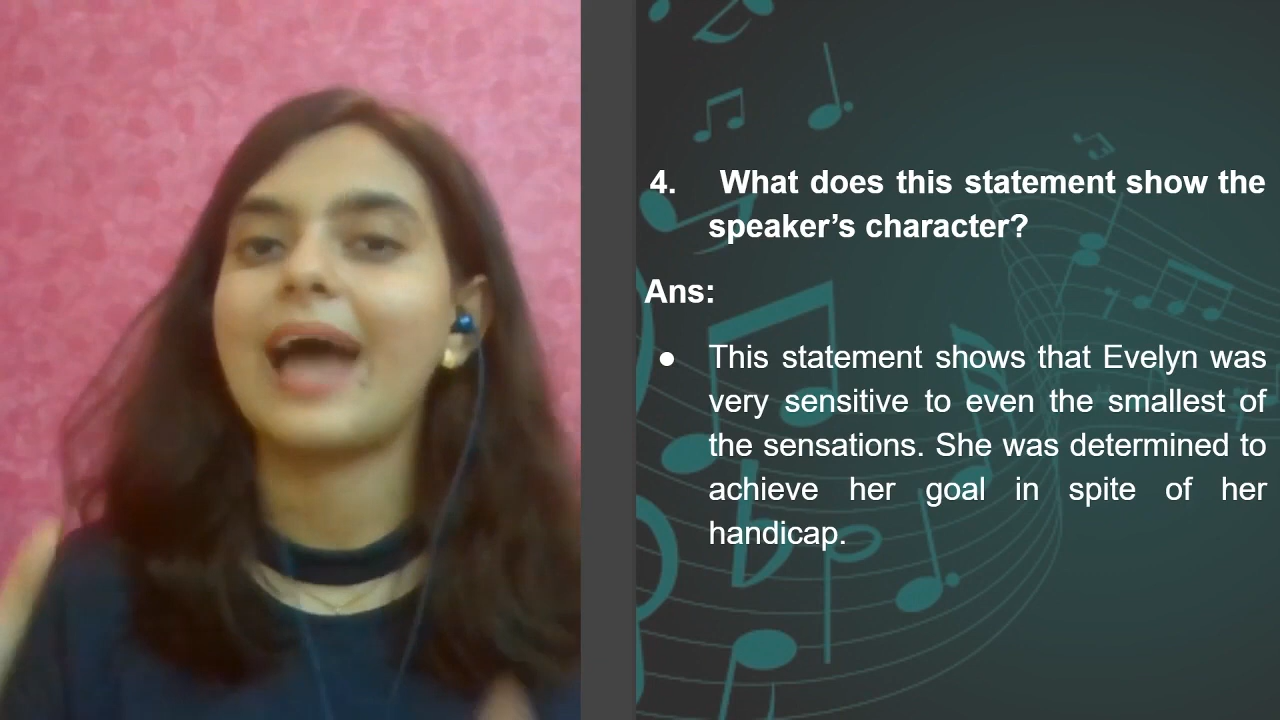 4. What does this statement show the
speaker’s character?
Ans:
● This statement shows that Evelyn was
very sensitive to even the smallest of
the sensations. She was determined to
achieve her goal in spite of her
handicap.